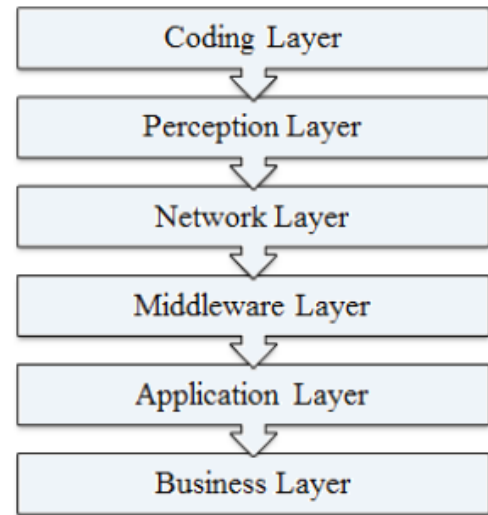 Coding Layer
Perception Layer
Network Layer
Middleware Layer
Application Layer
Business Layer